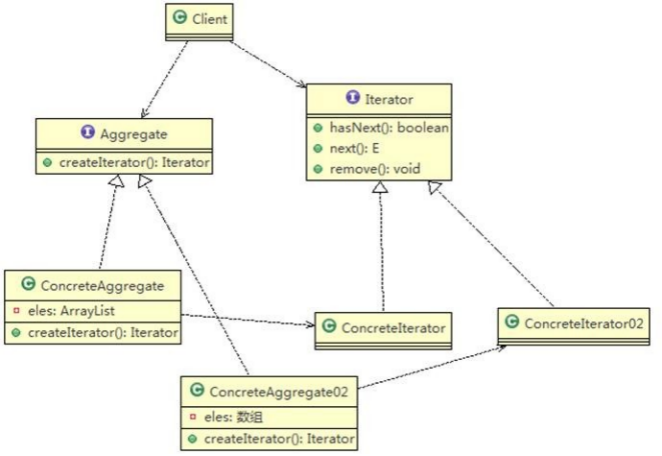 Client
Iterator
hasNext(): boolean
next(): E
remove(): void
Aggregate
createIterator(): Iterator
ConcreteAggregate
eles: ArrayList
createIterator(): Iterator
ConcreteIterator
ConcreteIterator02
ConcreteAggregate02
eles: 数组
createIterator(): Iterator